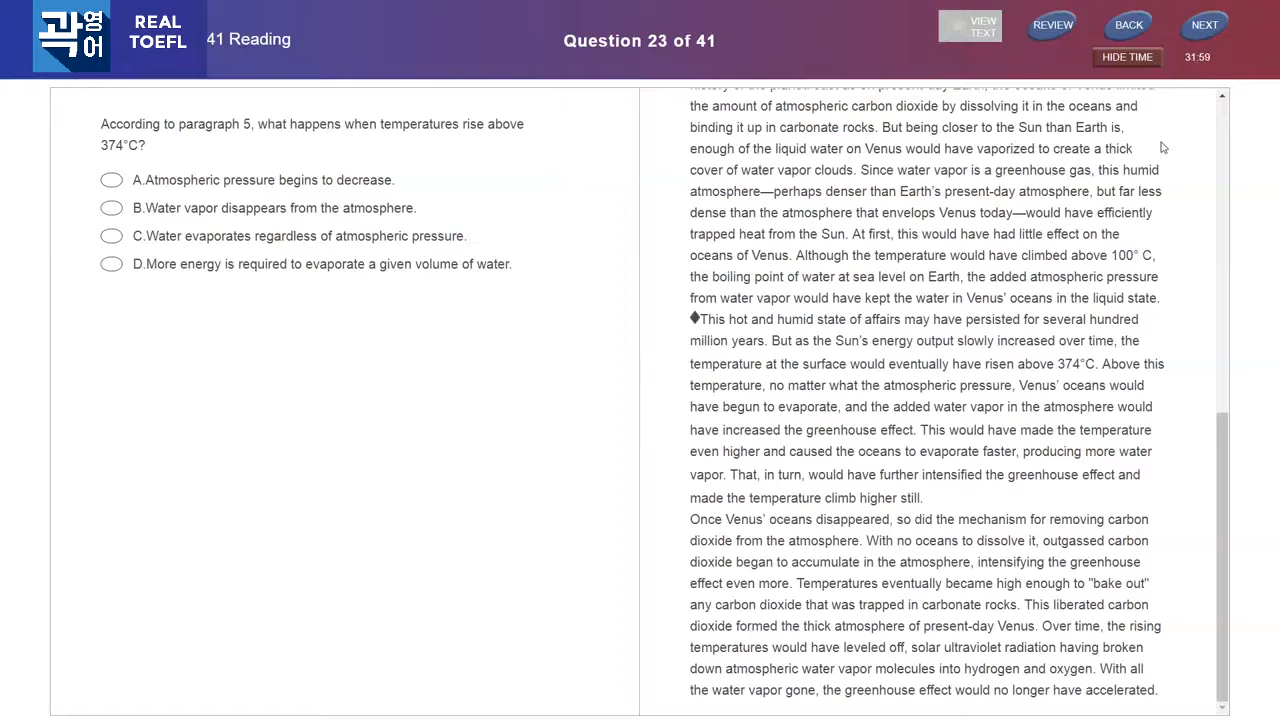 광영어
REAL
TOEFL
41 Reading
Question 23 of 41
VIEW
TEXT
REVIEW
BACK
NEXT
HIDE TIME
31:59
According to paragraph 5, what happens when temperatures rise above
374°C?
A.Atmospheric pressure begins to decrease.
B.Water vapor disappears from the atmosphere.
C.Water evaporates regardless of atmospheric pressure.
D.More energy is required to evaporate a given volume of water.
the amount of atmospheric carbon dioxide by dissolving it in the oceans and
binding it up in carbonate rocks. But being closer to the Sun than Earth is,
enough of the liquid water on Venus would have vaporized to create a thick
cover of water vapor clouds. Since water vapor is a greenhouse gas, this humid
atmosphere—perhaps denser than Earth's present-day atmosphere, but far less
dense than the atmosphere that envelops Venus today—would have efficiently
trapped heat from the Sun. At first, this would have had little effect on the
oceans of Venus. Although the temperature would have climbed above 100° C,
the boiling point of water at sea level on Earth, the added atmospheric pressure
from water vapor would have kept the water in Venus' oceans in the liquid state.
◆This hot and humid state of affairs may have persisted for several hundred
million years. But as the Sun's energy output slowly increased over time, the
temperature at the surface would eventually have risen above 374°C. Above this
temperature, no matter what the atmospheric pressure, Venus' oceans would
have begun to evaporate, and the added water vapor in the atmosphere would
have increased the greenhouse effect. This would have made the temperature
even higher and caused the oceans to evaporate faster, producing more water
vapor. That, in turn, would have further intensified the greenhouse effect and
made the temperature climb higher still.
Once Venus' oceans disappeared, so did the mechanism for removing carbon
dioxide from the atmosphere. With no oceans to dissolve it, outgassed carbon
dioxide began to accumulate in the atmosphere, intensifying the greenhouse
effect even more. Temperatures eventually became high enough to "bake out"
any carbon dioxide that was trapped in carbonate rocks. This liberated carbon
dioxide formed the thick atmosphere of present-day Venus. Over time, the rising
temperatures would have leveled off, solar ultraviolet radiation having broken
down atmospheric water vapor molecules into hydrogen and oxygen. With all
the water vapor gone, the greenhouse effect would no longer have accelerated.